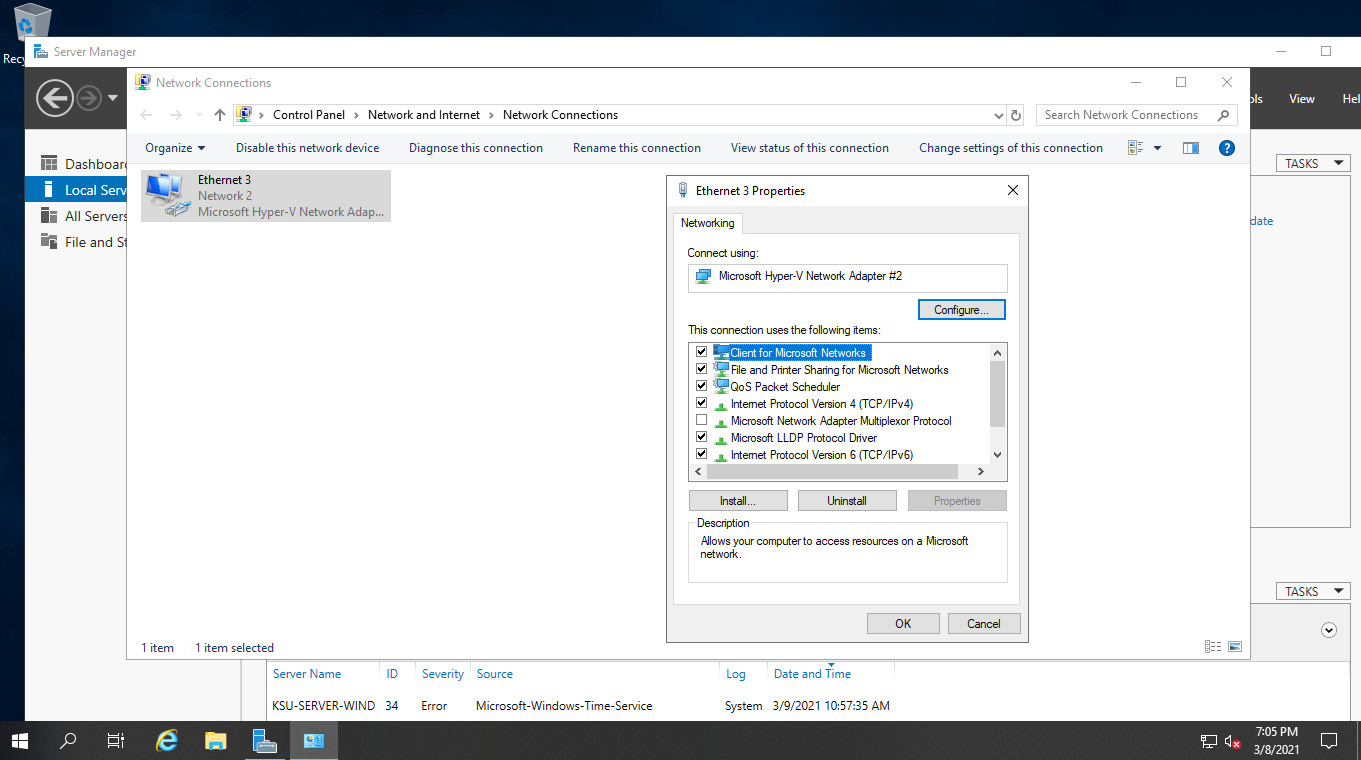 Server Manager
Network Connections
Control Panel > Network and Internet > Network Connections
Search Network Connections
View
Organize
Disable this network device
Diagnose this connection
Rename this connection
View status of this connection
Change settings of this connection
Dashboard
Local Serv
All Servers
File and St
TASKS
date
Ethernet 3
Network 2
Microsoft Hyper-V Network Adap...
Ethernet 3 Properties
Networking
Connect using:
Microsoft Hyper-V Network Adapter #2
Configure...
This connection uses the following items:
Client for Microsoft Networks
File and Printer Sharing for Microsoft Networks
QoS Packet Scheduler
Internet Protocol Version 4 (TCP/IPv4)
Microsoft Network Adapter Multiplexor Protocol
Microsoft LLDP Protocol Driver
Internet Protocol Version 6 (TCP/IPv6)
Install...
Uninstall
Properties
Description
Allows your computer to access resources on a Microsoft
network.
OK
Cancel
TASKS
1 item
1 item selected
Server Name ID Severity Source Log Date and Time
KSU-SERVER-WIND 34 Error Microsoft-Windows-Time-Service System 3/9/2021 10:57:35 AM
7:05 PM
3/8/2021